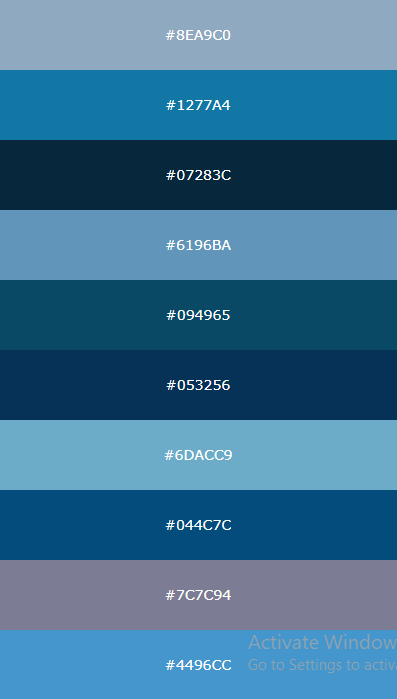 #8EA9C0
#1277A4
#07283C
#6196BA
#094965
#053256
#6DACC9
#044C7C
#7C7C94
Activate Window
#4496CC
Go to Settings to activ